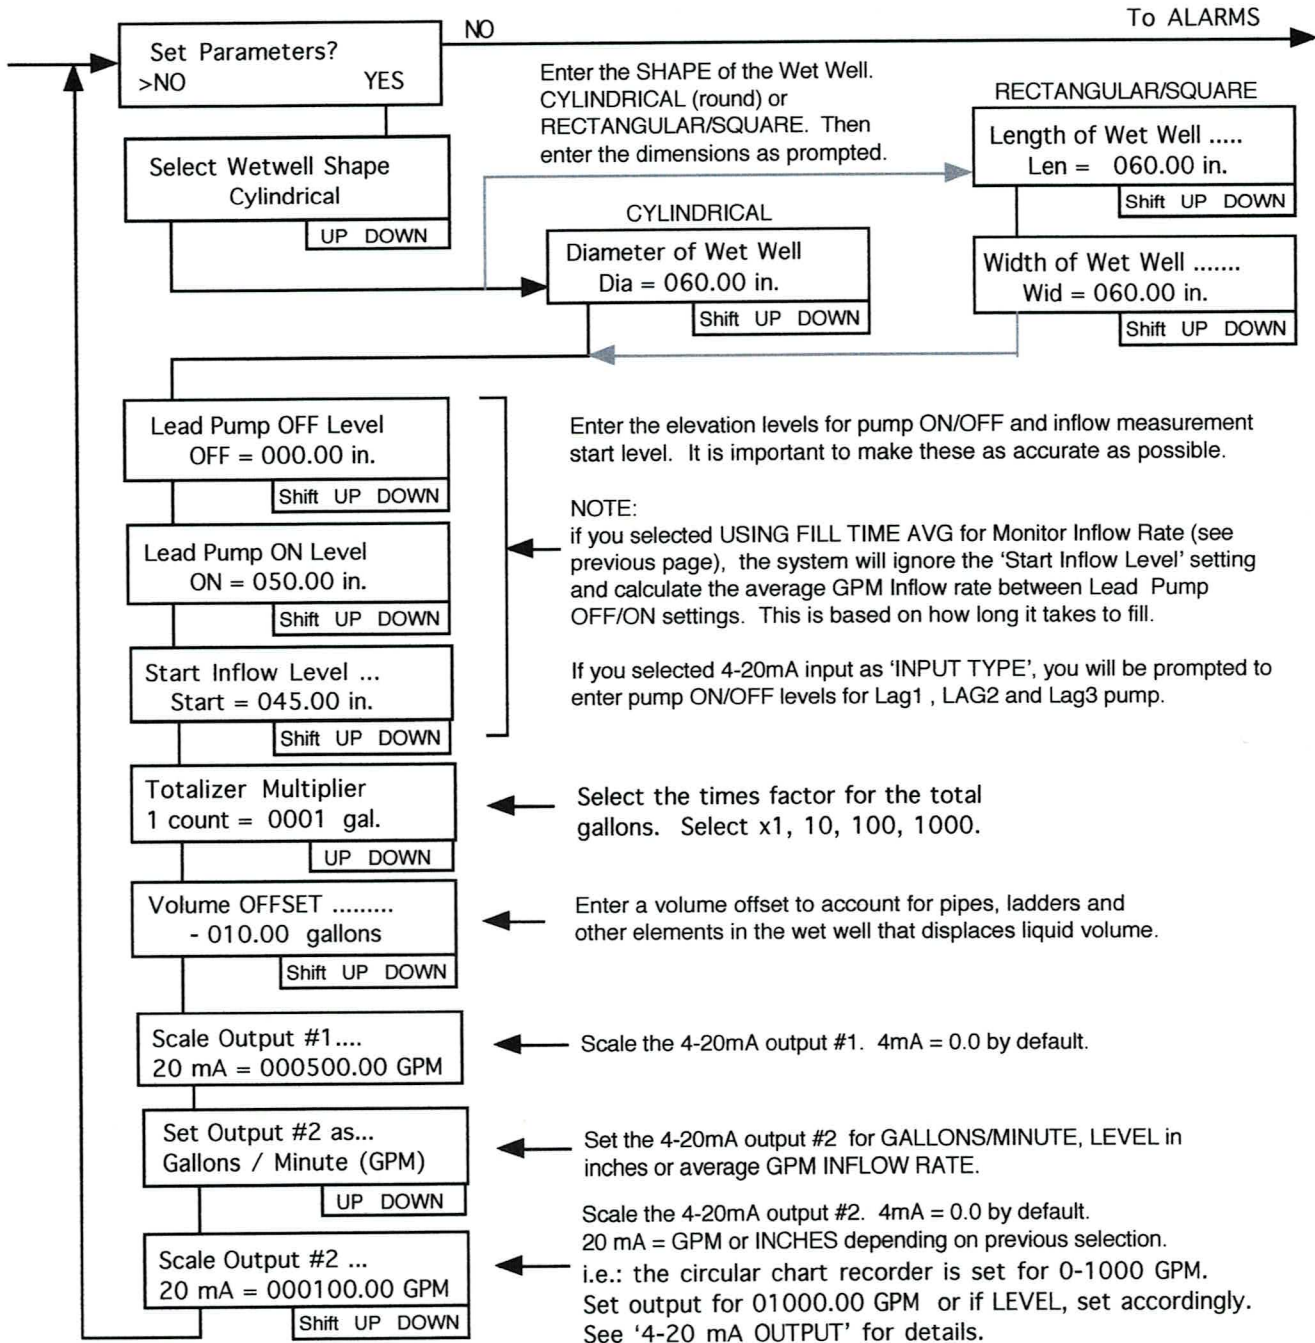 To ALARMS
NO
Set Parameters?
>NO YES
Enter the SHAPE of the Wet Well.
CYLINDRICAL (round) or
RECTANGULAR/SQUARE. Then
enter the dimensions as prompted.
RECTANGULAR/SQUARE
Length of Wet Well .....
Len = 060.00 in.
Shift UP DOWN
Select Wetwell Shape
Cylindrical
UP DOWN
CYLINDRICAL
Diameter of Wet Well
Dia = 060.00 in.
Shift UP DOWN
Width of Wet Well .......
Wid = 060.00 in.
Shift UP DOWN
Lead Pump OFF Level
OFF = 000.00 in.
Shift UP DOWN
Lead Pump ON Level
ON = 050.00 in.
Shift UP DOWN
Start Inflow Level ...
Start = 045.00 in.
Shift UP DOWN
Enter the elevation levels for pump ON/OFF and inflow measurement
start level. It is important to make these as accurate as possible.
NOTE:
if you selected USING FILL TIME AVG for Monitor Inflow Rate (see
previous page), the system will ignore the 'Start Inflow Level' setting
and calculate the average GPM Inflow rate between Lead Pump
OFF/ON settings. This is based on how long it takes to fill.
If you selected 4-20mA input as 'INPUT TYPE', you will be prompted to
enter pump ON/OFF levels for Lag1 , LAG2 and Lag3 pump.
Totalizer Multiplier
1 count = 0001 gal.
UP DOWN
Select the times factor for the total
gallons. Select x1, 10, 100, 1000.
Volume OFFSET .........
- 010.00 gallons
Shift UP DOWN
Enter a volume offset to account for pipes, ladders and
other elements in the wet well that displaces liquid volume.
Scale Output #1....
20 mA = 000500.00 GPM
Scale the 4-20mA output #1. 4mA = 0.0 by default.
Set Output #2 as...
Gallons / Minute (GPM)
UP DOWN
Set the 4-20mA output #2 for GALLONS/MINUTE, LEVEL in
inches or average GPM INFLOW RATE.
Scale Output #2 ...
20 mA = 000100.00 GPM
Shift UP DOWN
Scale the 4-20mA output #2. 4mA = 0.0 by default.
20 mA = GPM or INCHES depending on previous selection.
i.e.: the circular chart recorder is set for 0-1000 GPM.
Set output for 01000.00 GPM or if LEVEL, set accordingly.
See '4-20 mA OUTPUT' for details.